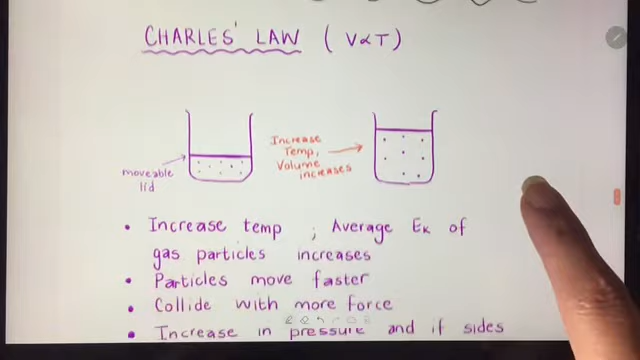 CHARLES' LAW ( V∝T )
Increase
Temp,
Volume
increases
moveable
lid
• Increase temp ; Average Eₖ of
gas particles increases
• Particles move faster
• Collide with more force
• Increase in pressure and if sides